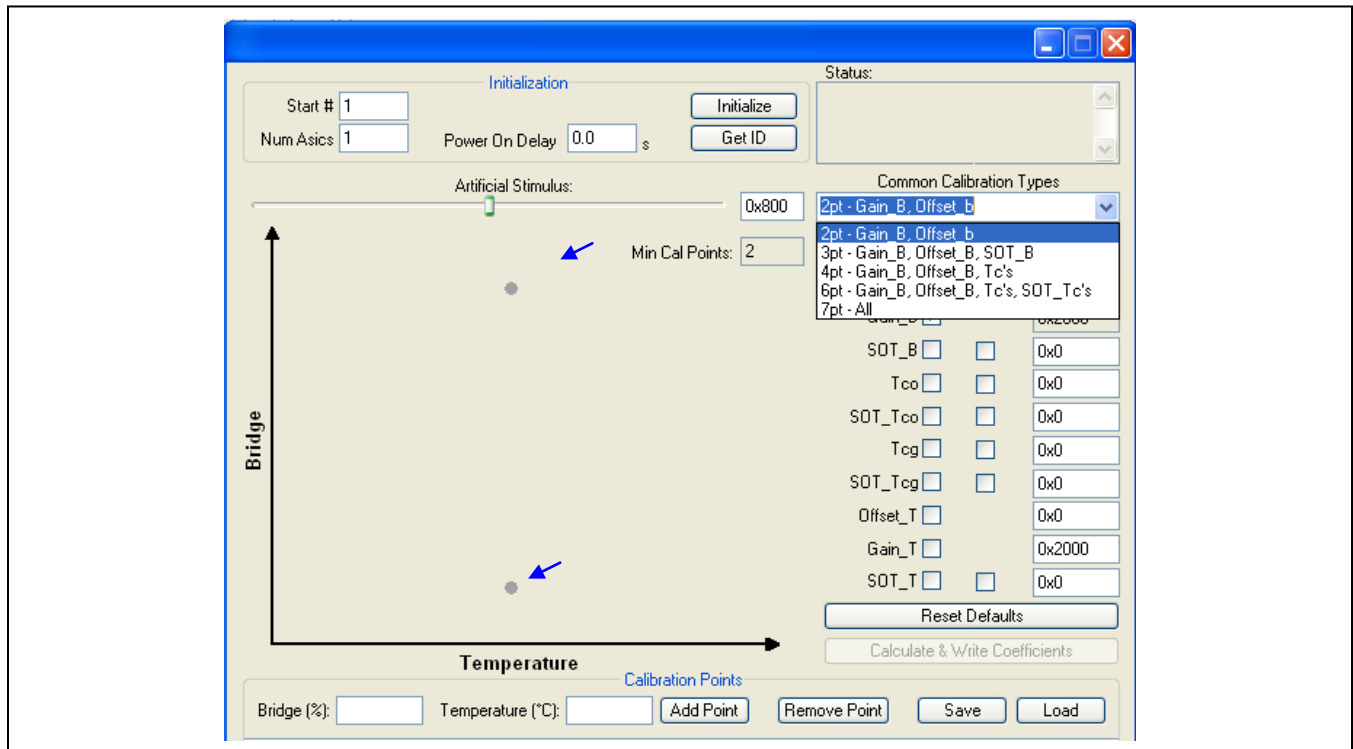 Initialization
Start # 1
Initialize
Num Asics 1
Power On Delay 0.0 s
Get ID
Status:
Artificial Stimulus:
0x800
Common Calibration Types
2pt - Gain_B, Offset_b
2pt - Gain_B, Offset_b
3pt - Gain_B, Offset_B, SOT_B
4pt - Gain_B, Offset_B, Tc's
6pt - Gain_B, Offset_B, Tc's, SOT_Tc's
7pt - All
Min Cal Points: 2
Gain_B 0x2000
SOT_B 0x0
Tco 0x0
SOT_Tco 0x0
Tcg 0x0
SOT_Tcg 0x0
Offset_T 0x0
Gain_T 0x2000
SOT_T 0x0
Reset Defaults
Calculate & Write Coefficients
Bridge
Temperature
Calibration Points
Bridge (%):
Temperature (°C):
Add Point
Remove Point
Save
Load